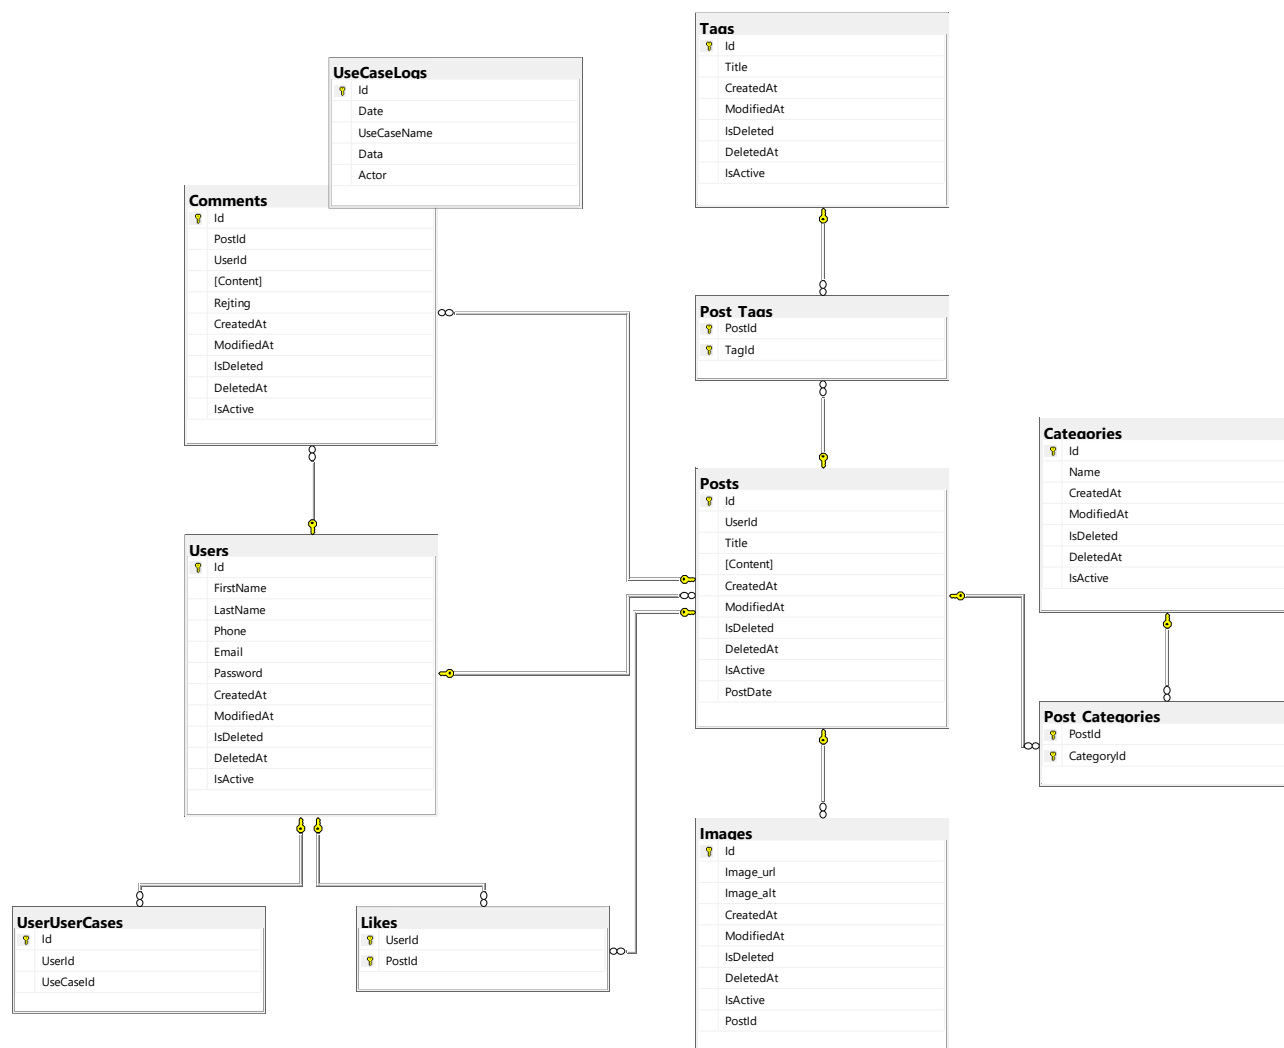 Tags
Id
Title
CreatedAt
ModifiedAt
IsDeleted
DeletedAt
IsActive
UseCaseLogs
Id
Date
UseCaseName
Data
Actor
Comments
Id
PostId
UserId
[Content]
Rejting
CreatedAt
ModifiedAt
IsDeleted
DeletedAt
IsActive
Post_Tags
PostId
TagId
Categories
Id
Name
CreatedAt
ModifiedAt
IsDeleted
DeletedAt
IsActive
Posts
Id
UserId
Title
[Content]
CreatedAt
ModifiedAt
IsDeleted
DeletedAt
IsActive
PostDate
Users
Id
FirstName
LastName
Phone
Email
Password
CreatedAt
ModifiedAt
IsDeleted
DeletedAt
IsActive
Post_Categories
PostId
CategoryId
Images
Id
Image_url
Image_alt
CreatedAt
ModifiedAt
IsDeleted
DeletedAt
IsActive
PostId
UserUserCases
Id
UserId
UseCaseId
Likes
UserId
PostId